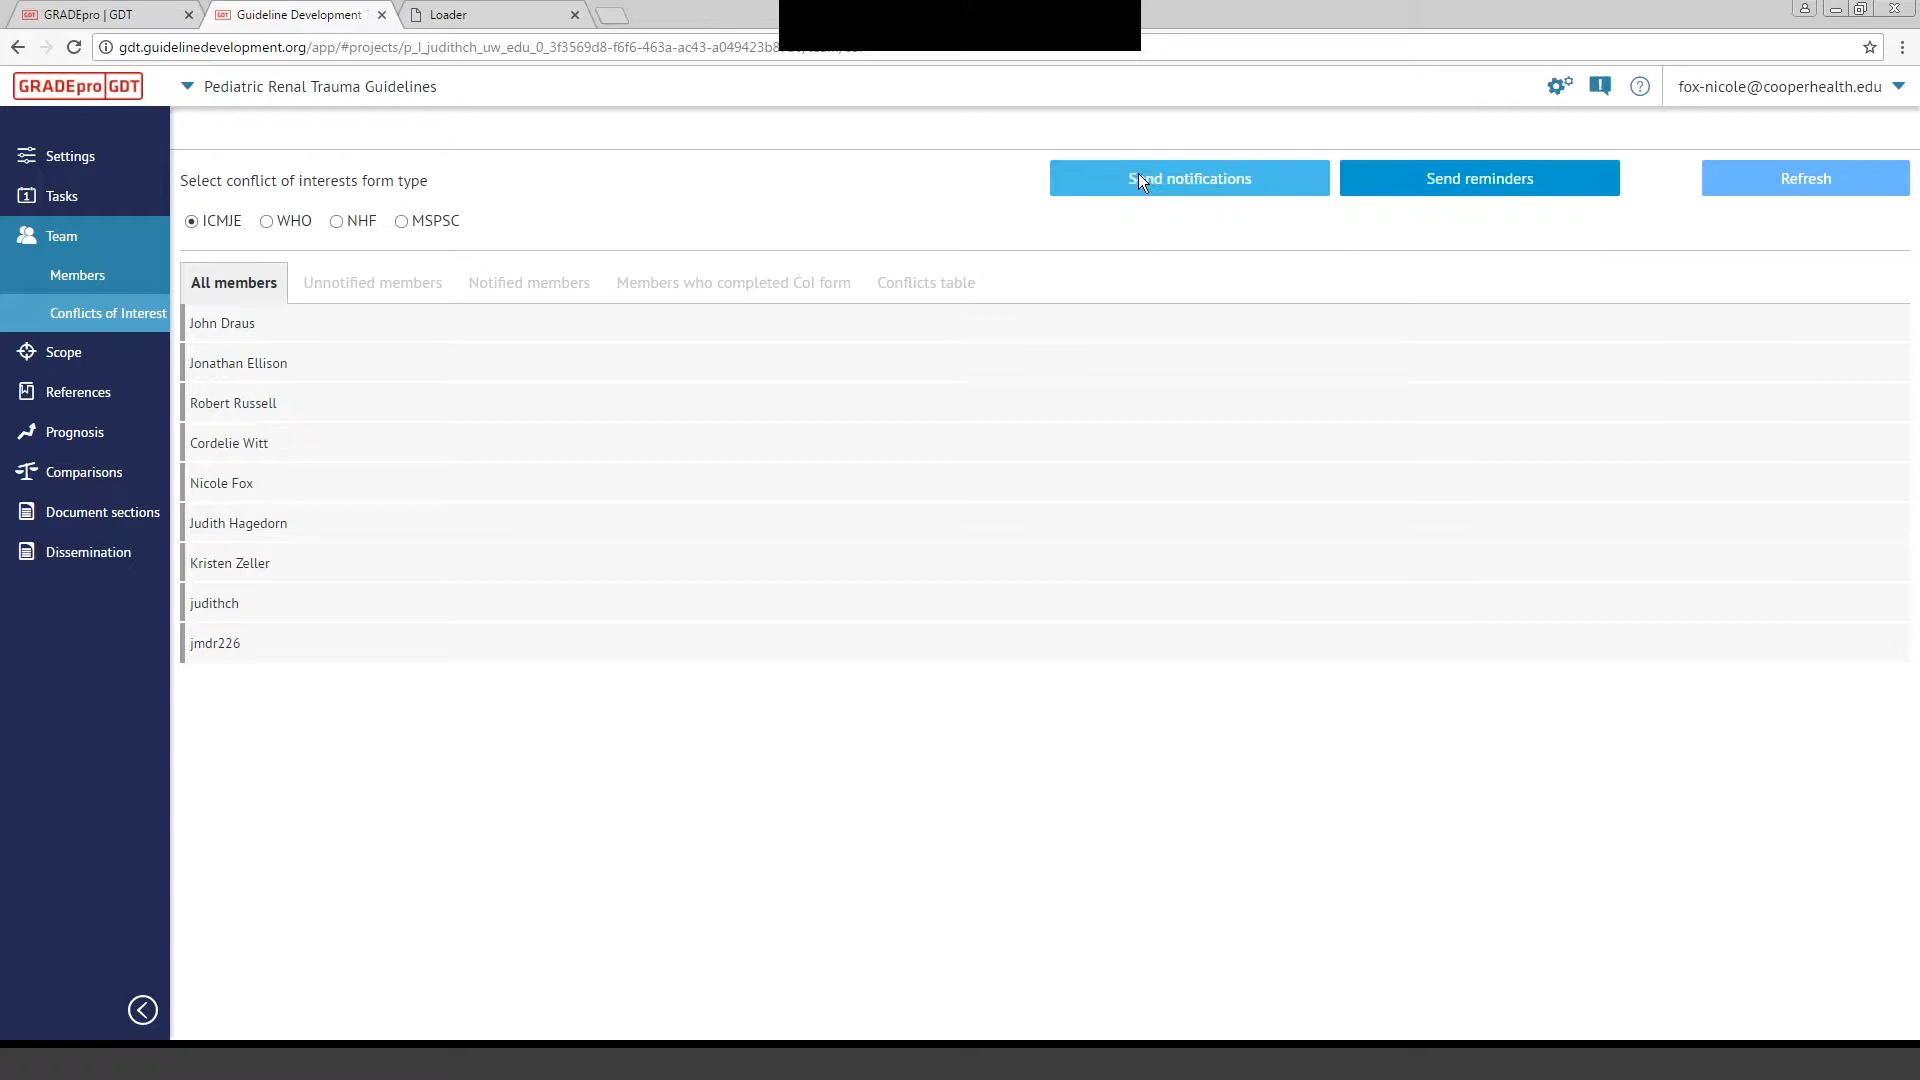 GRADEpro | GDT
Guideline Development
Loader
gdt.guidelinedevelopment.org/app/#projects/p_l_judithch_uw_edu_0_3f3569d8-f6f6-463a-ac43-a049423b8
GRADEpro GDT
Pediatric Renal Trauma Guidelines
fox-nicole@cooperhealth.edu
Settings
Tasks
Team
Members
Conflicts of Interest
Scope
References
Prognosis
Comparisons
Document sections
Dissemination
Select conflict of interests form type
Send notifications
Send reminders
Refresh
ICMJE WHO NHF MSPSC
All members Unnotified members Notified members Members who completed CoI form Conflicts table
John Draus
Jonathan Ellison
Robert Russell
Cordelie Witt
Nicole Fox
Judith Hagedorn
Kristen Zeller
judithch
jmdr226